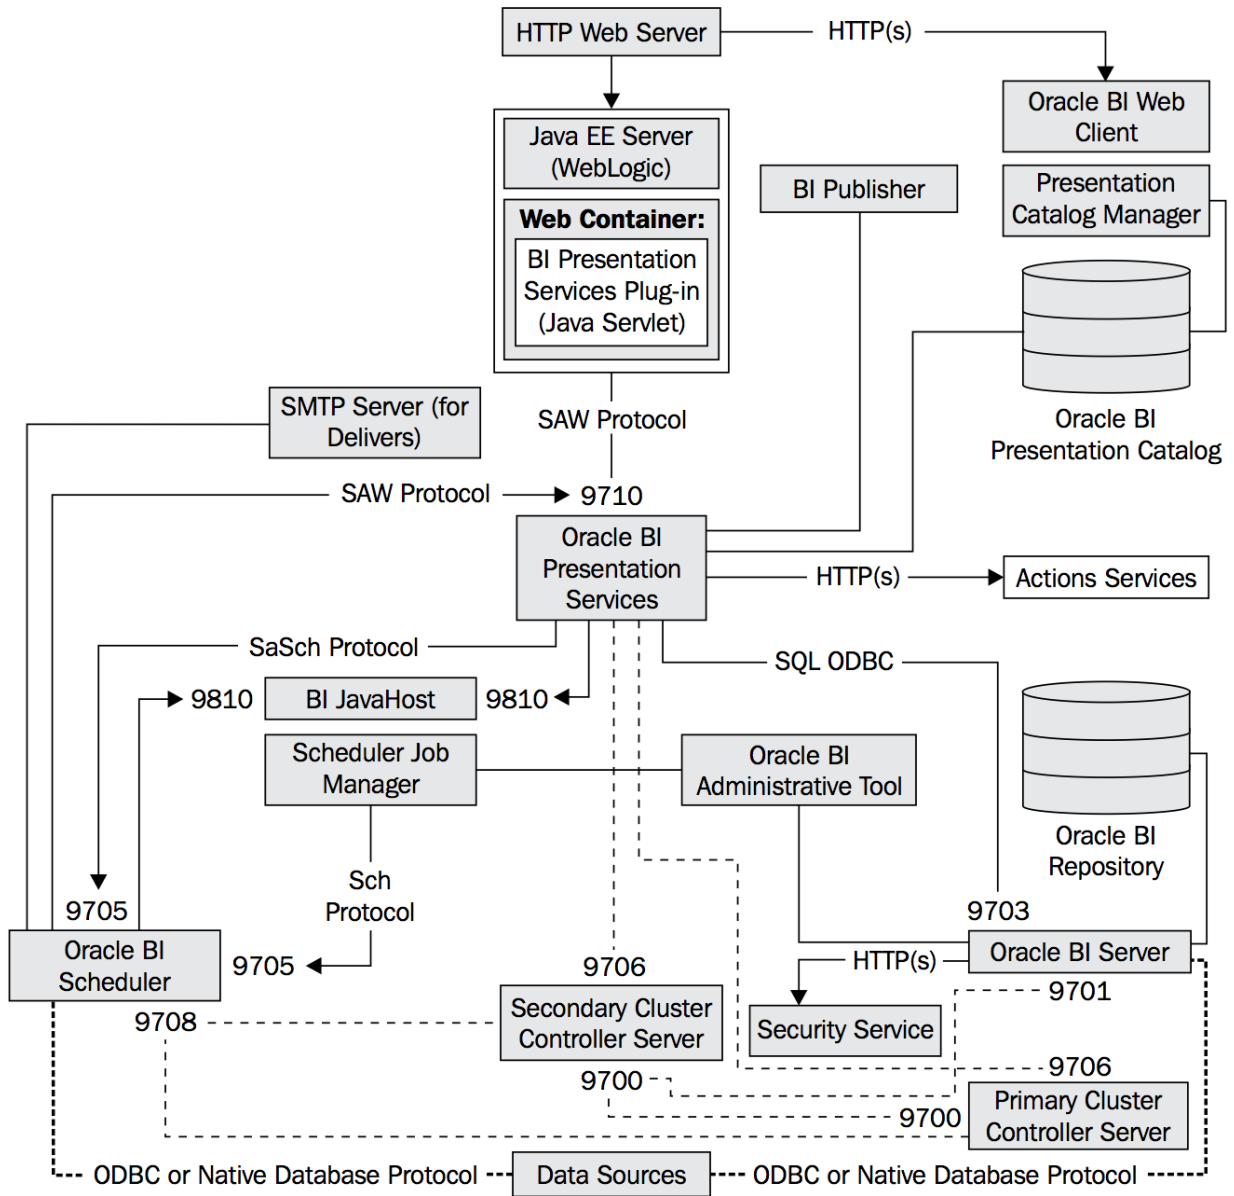 HTTP Web Server
HTTP(s)
Oracle BI Web
Client
Java EE Server
(WebLogic)
BI Publisher
Presentation
Catalog Manager
Web Container:
BI Presentation
Services Plug-in
(Java Servlet)
SMTP Server (for
Delivers)
SAW Protocol
Oracle BI
Presentation Catalog
SAW Protocol
9710
Oracle BI
Presentation
Services
HTTP(s)
Actions Services
SaSch Protocol
SQL ODBC
9810
BI JavaHost
9810
Scheduler Job
Manager
Oracle BI
Administrative Tool
Oracle BI
Repository
Sch
Protocol
9705
9703
Oracle BI
Scheduler
9705
9706
HTTP(s)
Oracle BI Server
9701
9708
Secondary Cluster
Controller Server
Security Service
9706
9700
9700
Primary Cluster
Controller Server
ODBC or Native Database Protocol
Data Sources
ODBC or Native Database Protocol